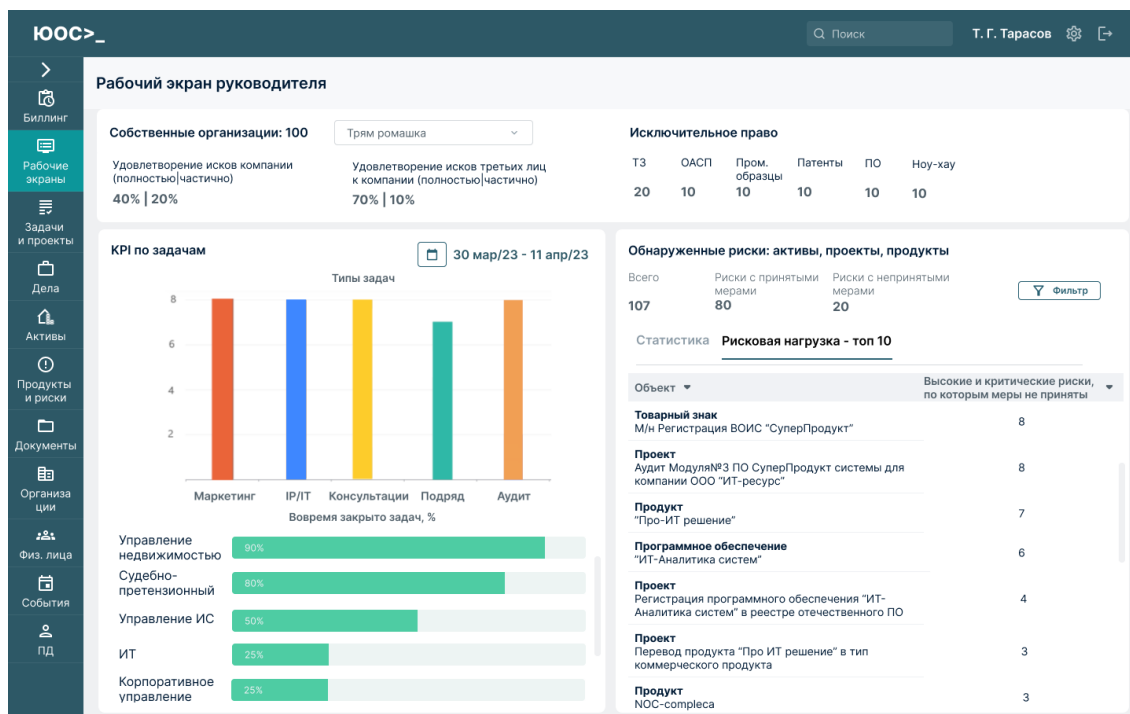 ЮОС>_
Поиск
Т. Г. Тарасов
Биллинг
Рабочие
экраны
Задачи
и проекты
Дела
Активы
Продукты
и риски
Документы
Организа
ции
Физ. лица
События
ПД
Рабочий экран руководителя
Собственные организации: 100
Трям ромашка
Удовлетворение исков компании
(полностью|частично)
40% | 20%
Удовлетворение исков третьих лиц
к компании (полностью|частично)
70% | 10%
Исключительное право
ТЗ
20
ОАСП
10
Пром.
образцы
10
Патенты
10
ПО
10
Ноу-хау
10
KPI по задачам
30 мар/23 - 11 апр/23
Типы задач
8
6
4
2
Маркетинг
IP/IT
Консультации
Подряд
Аудит
Вовремя закрыто задач, %
Управление
недвижимостью
90%
Судебно-
претензионный
80%
Управление ИС
50%
ИТ
25%
Корпоративное
управление
25%
Обнаруженные риски: активы, проекты, продукты
Всего
107
Риски с принятыми
мерами
80
Риски с непринятыми
мерами
20
Фильтр
Статистика
Рисковая нагрузка - топ 10
Объект
Высокие и критические риски,
по которым меры не приняты
Товарный знак
М/н Регистрация ВОИС "СуперПродукт"
8
Проект
Аудит Модуля№3 ПО СуперПродукт системы для
компании ООО "ИТ-ресурс")
8
Продукт
"Про-ИТ решение"
7
Программное обеспечение
"ИТ-Аналитика систем"
6
Проект
Регистрация программного обеспечения "ИТ-
Аналитика систем" в реестре отечественного ПО
4
Проект
Перевод продукта "Про ИТ решение" в тип
коммерческого продукта
3
Продукт
NOC-compleca
3